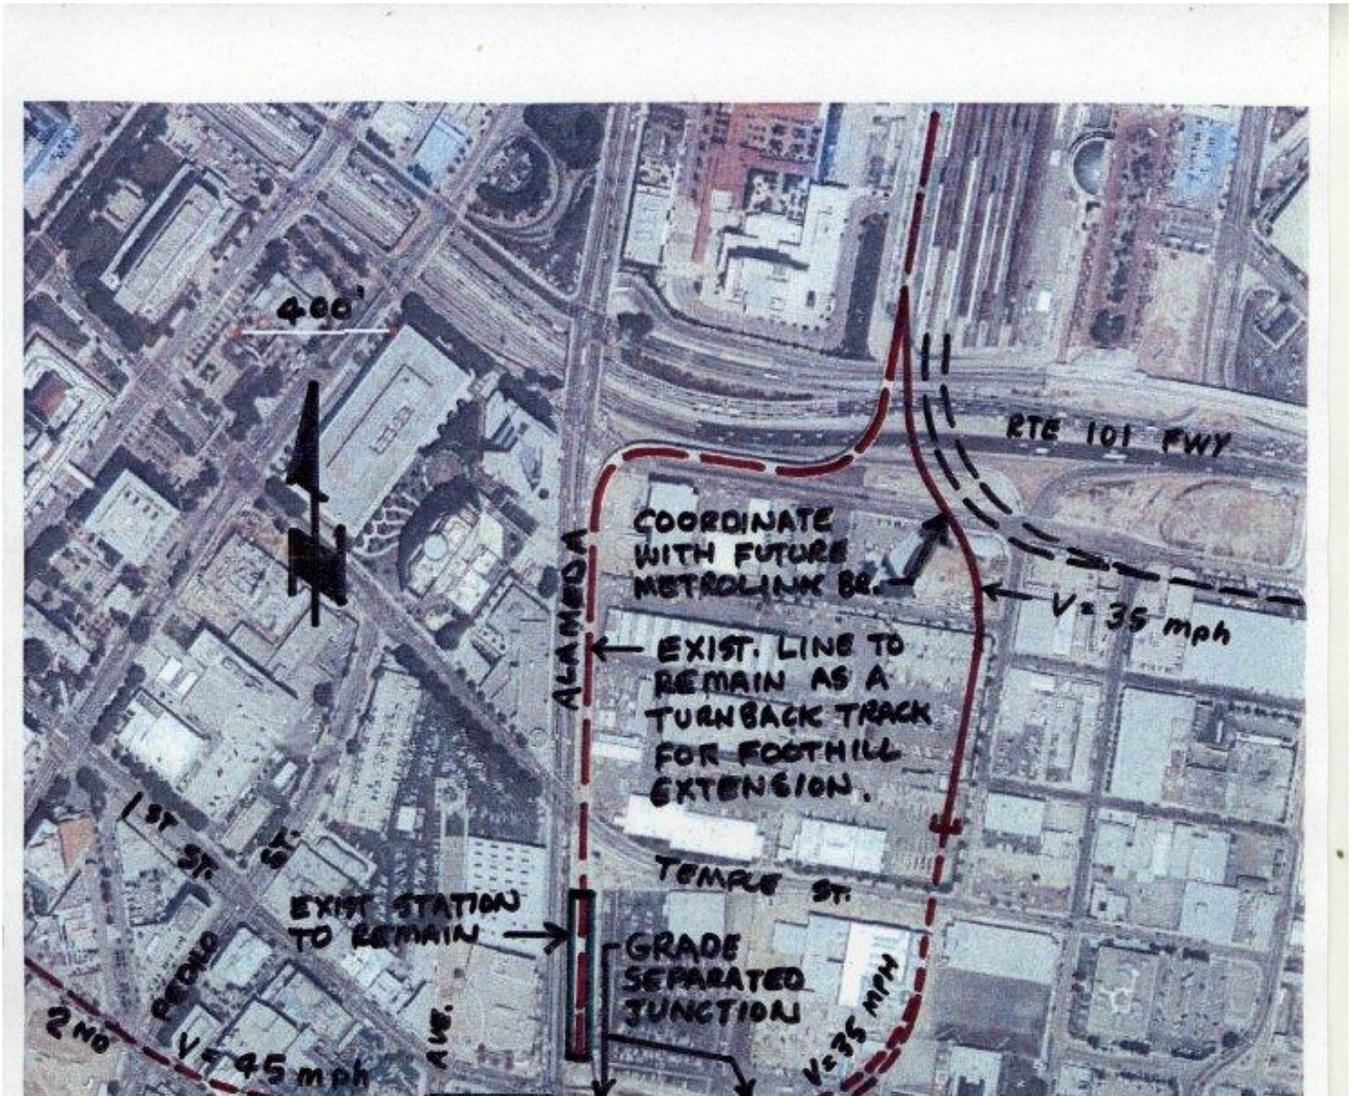 400'
N
RTE 101 FWY
COORDINATE
WITH FUTURE
METROLINK BR.
V= 35 mph
ALAMEDA
EXIST. LINE TO
REMAIN AS A
TURNBACK TRACK
FOR FOOTHILL
EXTENSION.
1ST
ST.
ST.
TEMPLE ST.
EXIST STATION
TO REMAIN
GRADE
SEPARATED
JUNCTION
PEDRO
AVE.
2ND
V= 45 mph
V=35 MPH